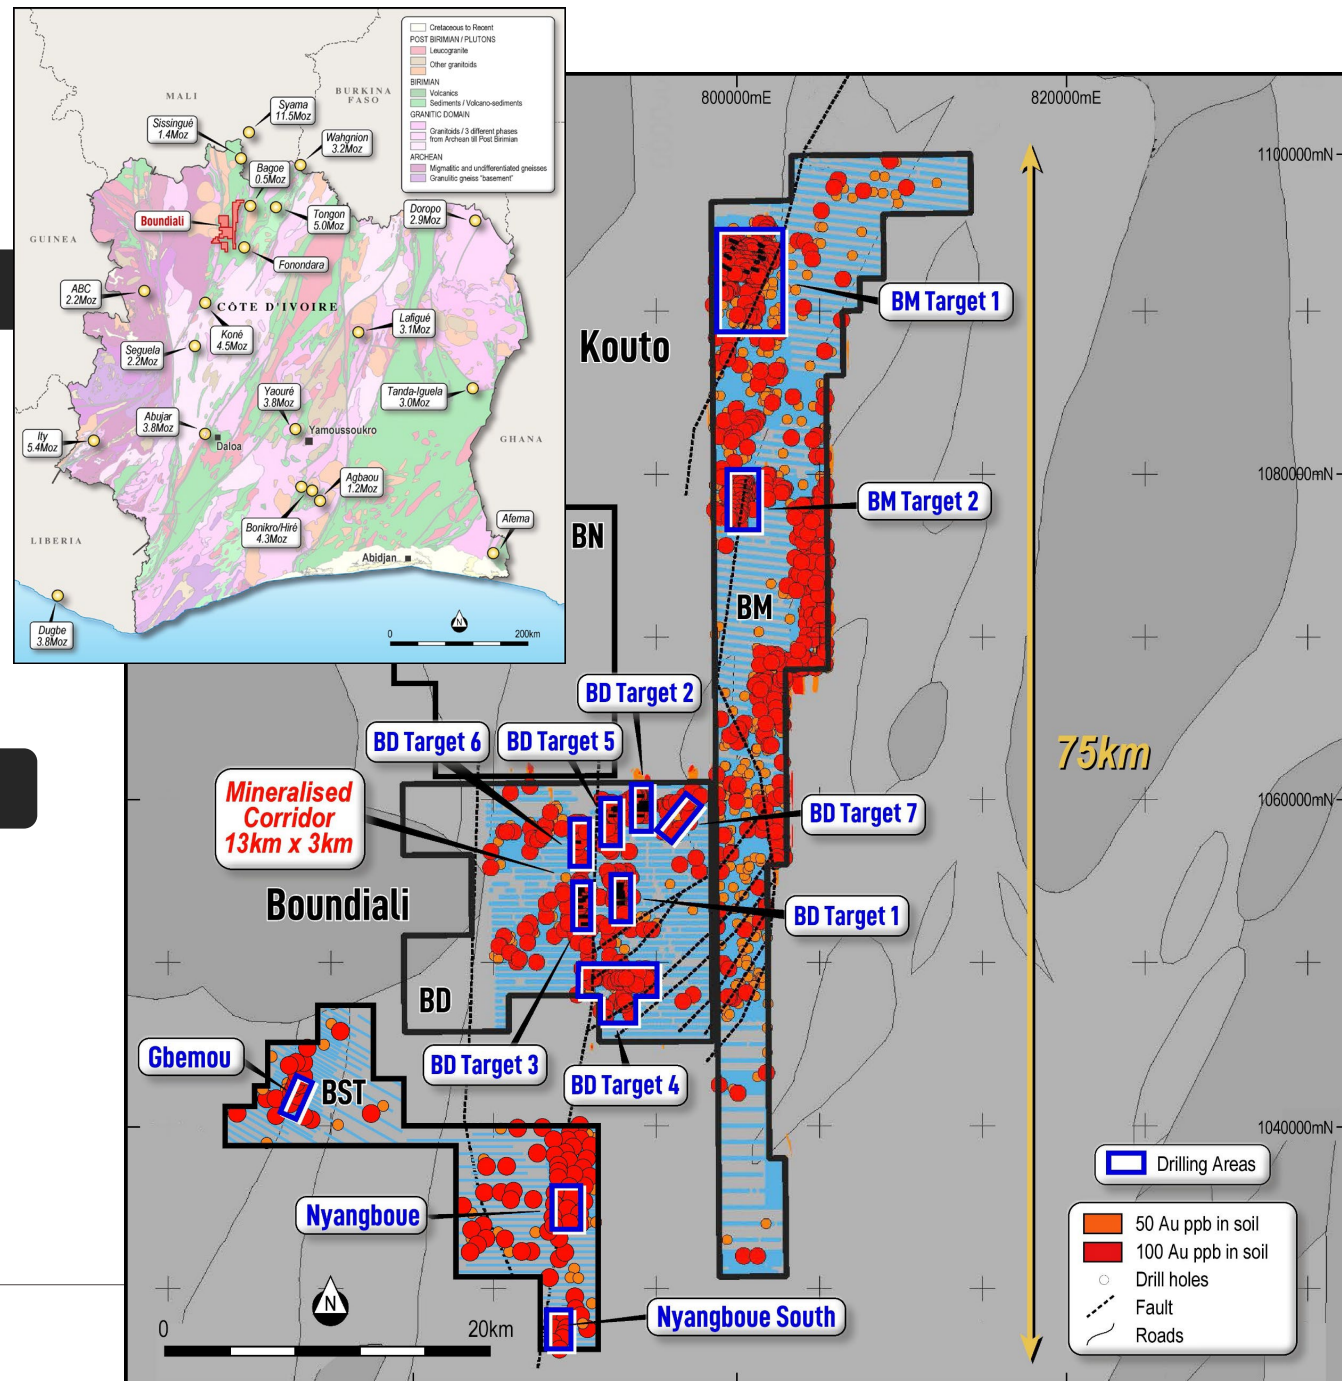 Cretaceous to Recent
POST BIRIMIAN / PLUTONS
Leucogranite
Other granitoids
BIRIMIAN
Volcanics
Sediments / Volcano-sediments
GRANITIC DOMAIN
Granitoids / 3 different phases
from Archean till Post Birimian
ARCHEAN
Migmatitic and undifferentiated gneisses
Granulitic gneiss "basement"
MALI
BURKINA
FASO
Syama
11.5Moz
Sissingué
1.4Moz
Wahgnion
3.2Moz
Bagoe
0.5Moz
Boundiali
Tongon
5.0Moz
Doropo
2.9Moz
GUINEA
Fonondara
ABC
2.2Moz
CÔTE D'IVOIRE
Koné
4.5Moz
Lafigué
3.1Moz
Seguela
2.2Moz
Yaouré
3.8Moz
Tanda-Iguela
3.0Moz
Abujar
3.8Moz
Daloa
Yamoussoukro
GHANA
Ity
5.4Moz
Agbaou
1.2Moz
Bonikro/Hiré
4.3Moz
Afema
LIBERIA
Abidjan
Dugbe
3.8Moz
N
0
200km
800000mE
820000mE
1100000mN
BM Target 1
Kouto
1080000mN
BM Target 2
BN
BM
BD Target 2
BD Target 6
BD Target 5
75km
Mineralised
Corridor
13km x 3km
1060000mN
BD Target 7
Boundiali
BD Target 1
BD
BD Target 3
BD Target 4
Gbemou
BST
1040000mN
Nyangboue
Nyangboue South
N
0
20km
Drilling Areas
50 Au ppb in soil
100 Au ppb in soil
Drill holes
Fault
Roads